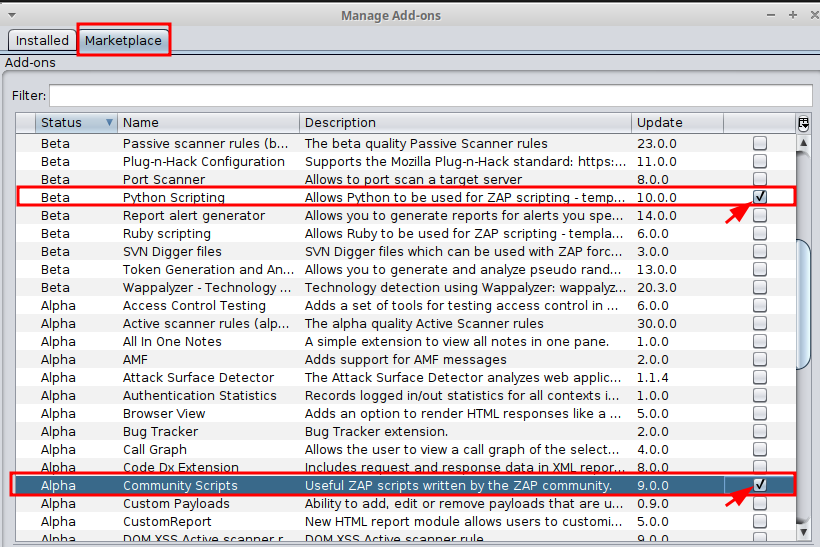 Manage Add-ons
Installed Marketplace
Add-ons
Filter:
Status Name Description Update
Beta Passive scanner rules (b... The beta quality Passive Scanner rules 23.0.0
Beta Plug-n-Hack Configuration Supports the Mozilla Plug-n-Hack standard: https:... 11.0.0
Beta Port Scanner Allows to port scan a target server 8.0.0
Beta Python Scripting Allows Python to be used for ZAP scripting - temp... 10.0.0
Beta Report alert generator Allows you to generate reports for alerts you spe... 14.0.0
Beta Ruby scripting Allows Ruby to be used for ZAP scripting - templa... 6.0.0
Beta SVN Digger files SVN Digger files which can be used with ZAP forc... 3.0.0
Beta Token Generation and An... Allows you to generate and analyze pseudo rand... 13.0.0
Beta Wappalyzer - Technology ... Technology detection using Wappalyzer: wappalyz... 20.3.0
Alpha Access Control Testing Adds a set of tools for testing access control in ... 6.0.0
Alpha Active scanner rules (alp... The alpha quality Active Scanner rules 30.0.0
Alpha All In One Notes A simple extension to view all notes in one pane. 1.0.0
Alpha AMF Adds support for AMF messages 2.0.0
Alpha Attack Surface Detector The Attack Surface Detector analyzes web applic... 1.1.4
Alpha Authentication Statistics Records logged in/out statistics for all contexts i... 1.0.0
Alpha Browser View Adds an option to render HTML responses like a ... 5.0.0
Alpha Bug Tracker Bug Tracker extension. 2.0.0
Alpha Call Graph Allows the user to view a call graph of the select... 4.0.0
Alpha Code Dx Extension Includes request and response data in XML repor... 8.0.0
Alpha Community Scripts Useful ZAP scripts written by the ZAP community. 9.0.0
Alpha Custom Payloads Ability to add, edit or remove payloads that are u... 0.9.0
Alpha CustomReport New HTML report module allows users to customi... 5.0.0
Alpha DOM XSS Active scanner r... DOM XSS Active scanner rule 9.0.0